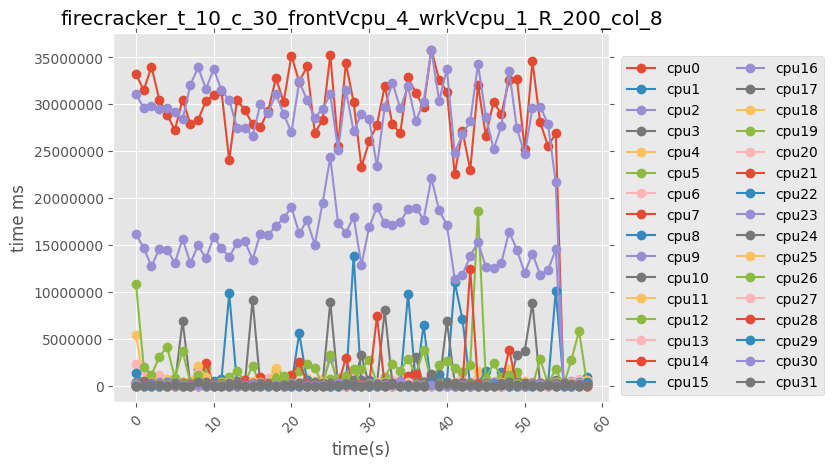 firecracker_t_10_c_30_frontVcpu_4_wrkVcpu_1_R_200_col_8
time ms
35000000
30000000
25000000
20000000
15000000
10000000
5000000
0
0
10
20
30
40
50
60
time(s)
cpu0
cpu1
cpu2
cpu3
cpu4
cpu5
cpu6
cpu7
cpu8
cpu9
cpu10
cpu11
cpu12
cpu13
cpu14
cpu15
cpu16
cpu17
cpu18
cpu19
cpu20
cpu21
cpu22
cpu23
cpu24
cpu25
cpu26
cpu27
cpu28
cpu29
cpu30
cpu31